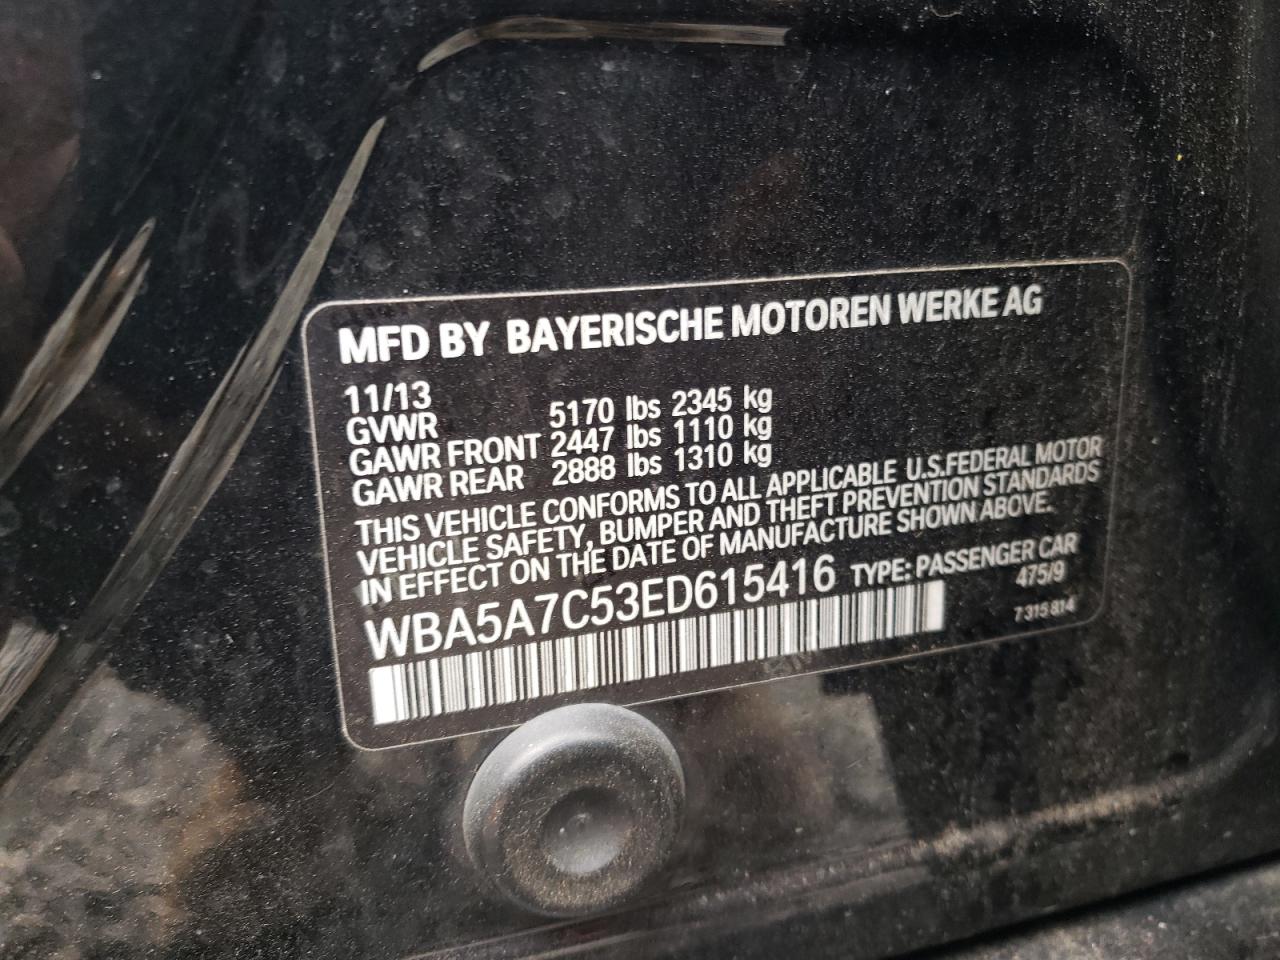 MFD BY BAYERISCHE MOTOREN WERKE AG
11/13
GVWR 5170 lbs 2345 kg
GAWR FRONT 2447 lbs 1110 kg
GAWR REAR 2888 lbs 1310 kg
THIS VEHICLE CONFORMS TO ALL APPLICABLE U.S.FEDERAL MOTOR
VEHICLE SAFETY, BUMPER AND THEFT PREVENTION STANDARDS
IN EFFECT ON THE DATE OF MANUFACTURE SHOWN ABOVE.
WBA5A7C53ED615416 TYPE: PASSENGER CAR
475/9
7 315 814